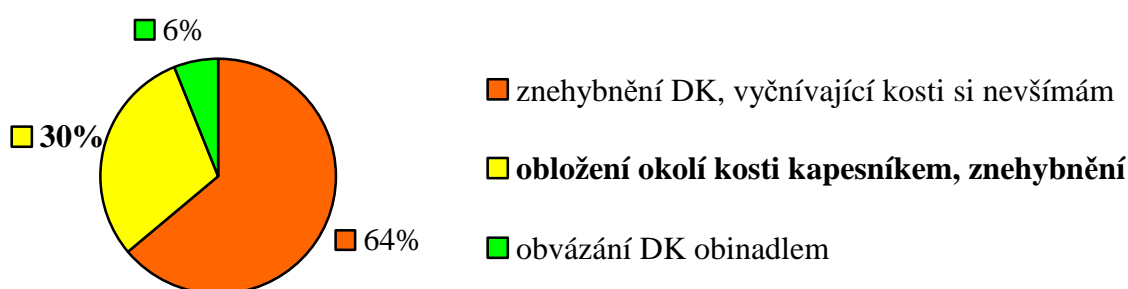 6%
30%
64%
znehybnění DK, vyčnívající kosti si nevšímám
obložení okolí kosti kapesníkem, znehybnění
obvázání DK obinadlem